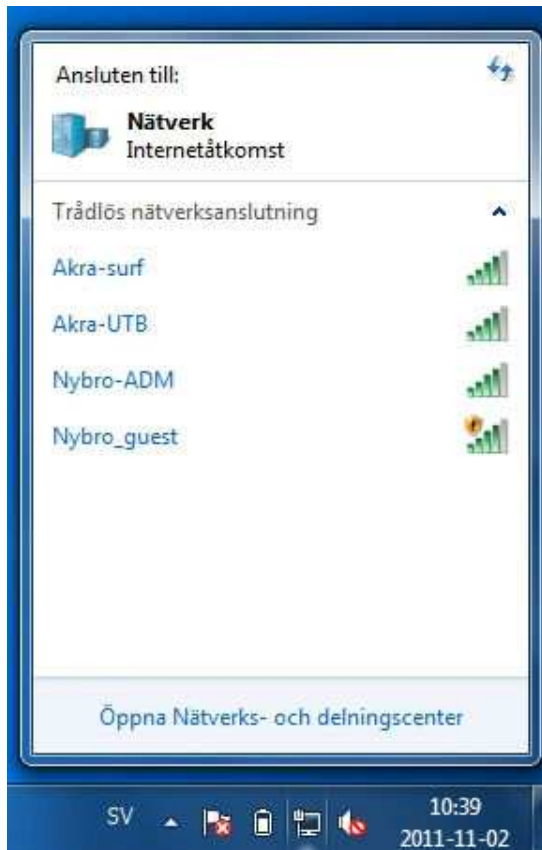 Ansluten till:
Nätverk
Internetåtkomst
Trådlös nätverksanslutning
Akra-surf
Akra-UTB
Nybro-ADM
Nybro_guest
Öppna Nätverks- och delningscenter
SV
10:39
2011-11-02